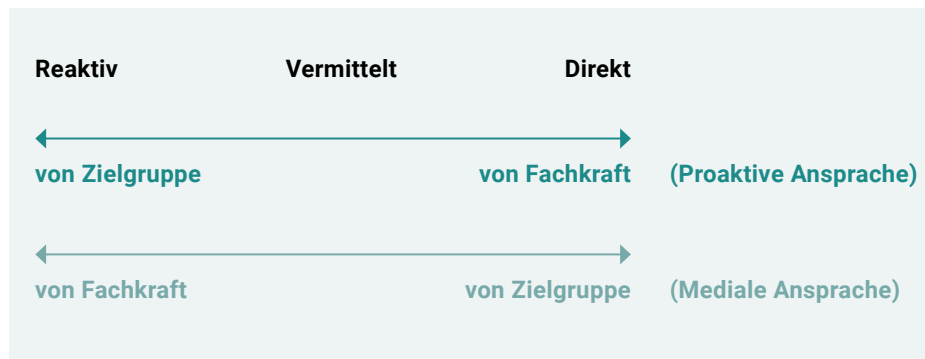 Reaktiv Vermittelt Direkt
von Zielgruppe von Fachkraft (Proaktive Ansprache)
von Fachkraft von Zielgruppe (Mediale Ansprache)